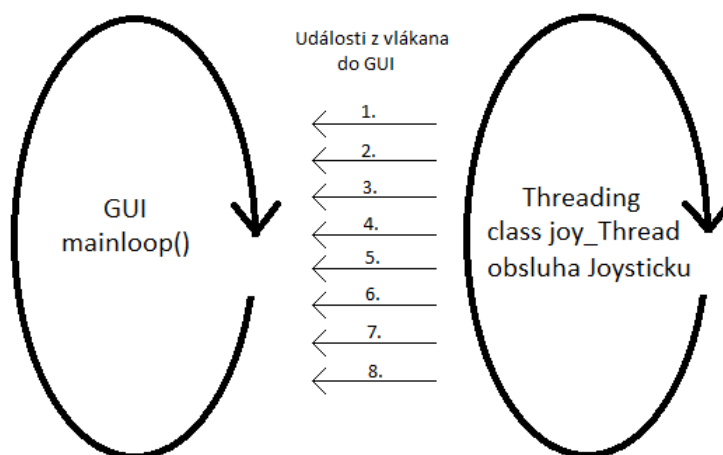 Události z vlákana
do GUI
GUI
mainloop()
1.
2.
3.
4.
5.
6.
7.
8.
Threading
class joy_Thread
obsluha Joysticku